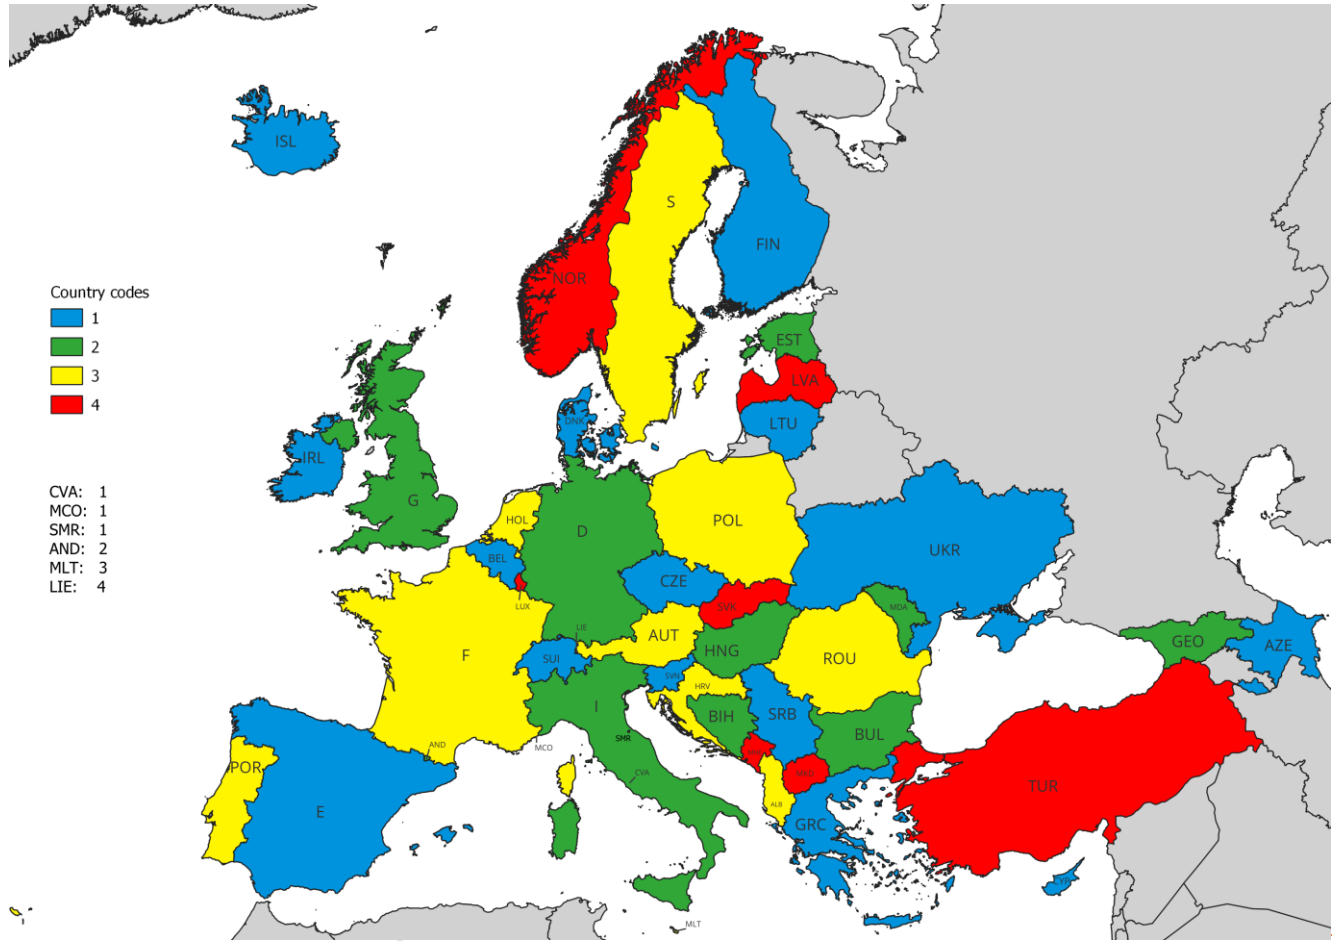 ISL
S
FIN
NOR
Country codes
1
2
3
4
EST
LVA
LTU
DNK
IRL
G
CVA: 1
MCO: 1
SMR: 1
AND: 2
MLT: 3
LIE: 4
HOL
D
POL
BEL
UKR
CZE
LUX
SVK
MDA
LIE
AUT
HNG
SUI
F
ROU
GEO
AZE
SVN
HRV
I
BIH
SRB
BUL
SMR
MCO
AND
POR
CVA
MKD
TUR
E
ALB
GRC
CYP
MLT